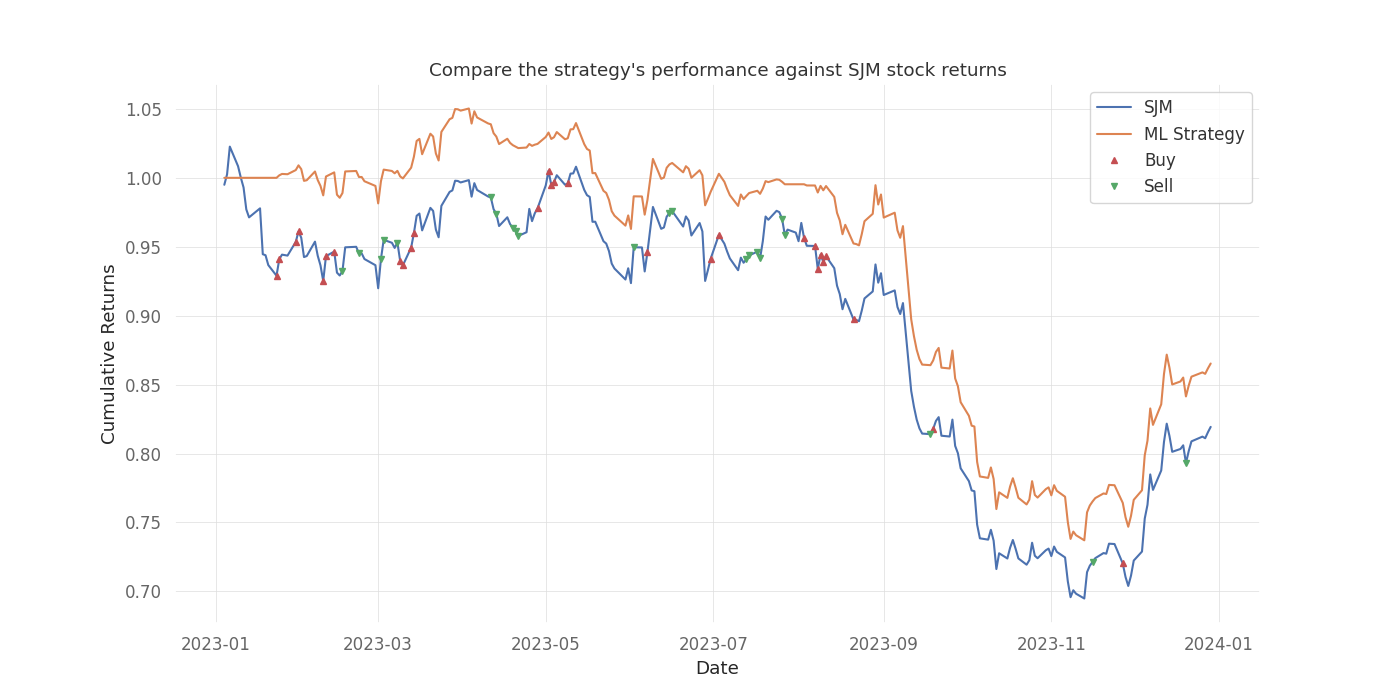 Compare the strategy's performance against SJM stock returns
SJM
ML Strategy
Buy
Sell
Cumulative Returns
1.05
1.00
0.95
0.90
0.85
0.80
0.75
0.70
2023-01
2023-03
2023-05
2023-07
2023-09
2023-11
2024-01
Date